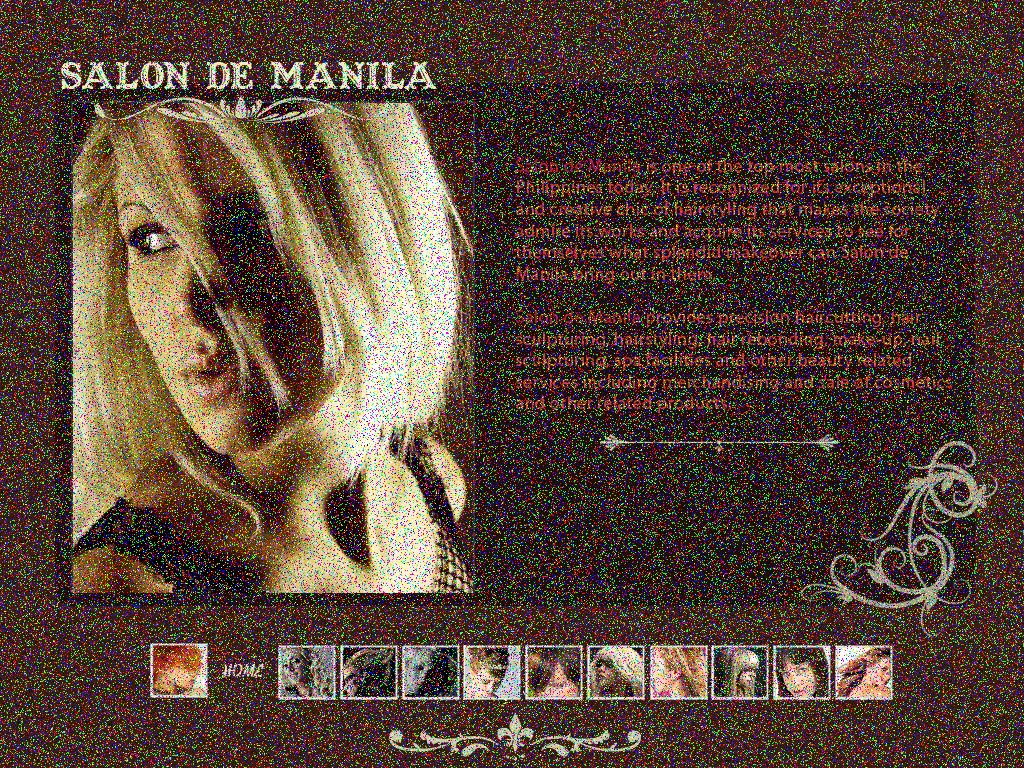 SALON DE MANILA
Salon de Manila is one of the top most salons in the
Philippines today. It is recognized for its exceptional
and creative chic of hairstyling that makes the society
admire its works and acquire its services to see for
themselves what splendid makeover can Salon de
Manila bring out in them.
Salon de Manila provides precision haircutting, hair
sculpturing, hairstyling, hair rebonding, make-up, nail
sculpturing specialities and other beauty related
services including merchandising and sale of cosmetics
and other related products.
HOME